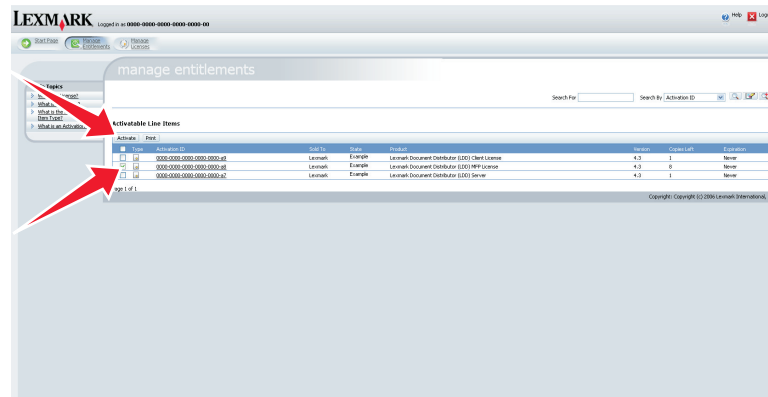 LEXMARK Logged in as 0000-0000-0000-0000-0000-00
Help
Start Page Manage Entitlements Manage Licenses
manage entitlements
Topics
What is the
Item Type?
What is an
Search For Search By Activation ID
Activatable Line Items
Activate Print
Type Activation ID Sold To State Product Version Copies Left Expiration
0000-0000-0000-0000-0000-a9 Lexmark Example Lexmark Document Distributor (LDD) Client License 4.3 1 Never
0000-0000-0000-0000-0000-a8 Lexmark Example Lexmark Document Distributor (LDD) MFP License 4.3 8 Never
0000-0000-0000-0000-0000-a7 Lexmark Example Lexmark Document Distributor (LDD) Server 4.3 1 Never
Page 1 of 1
Copyright: Copyright (c) 2006 Lexmark International,